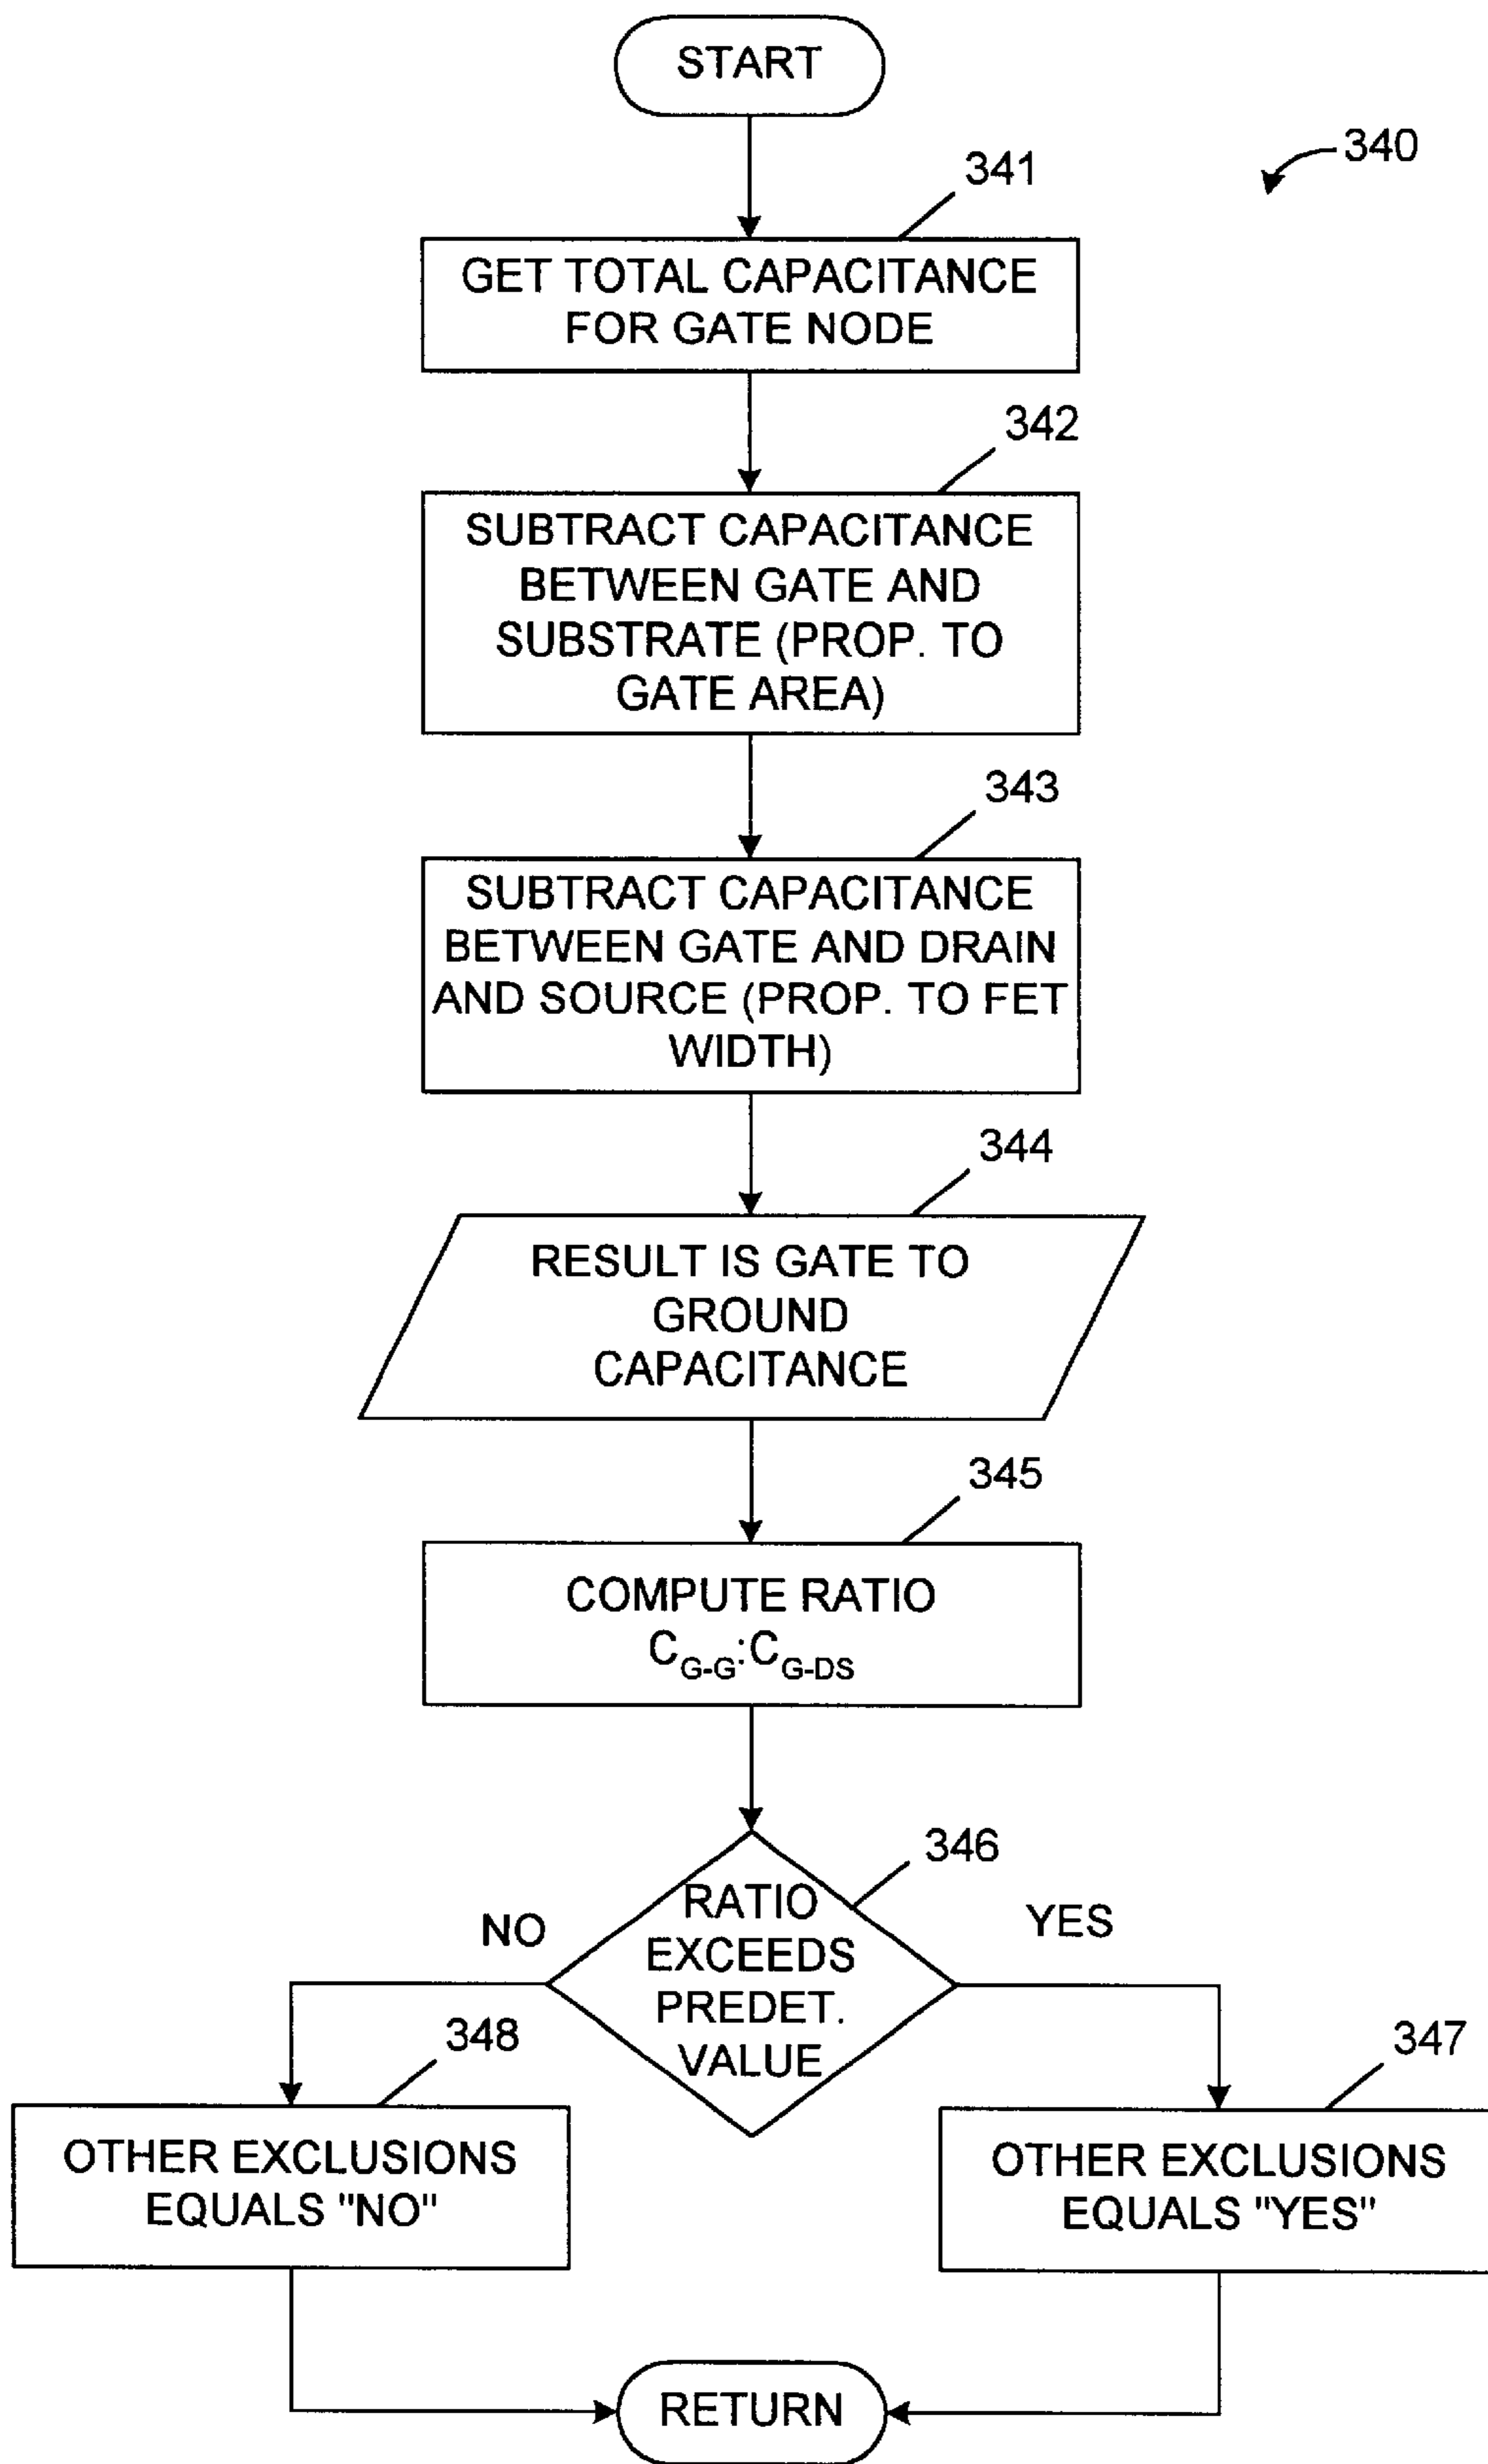 START
340
341
GET TOTAL CAPACITANCE
FOR GATE NODE
342
SUBTRACT CAPACITANCE
BETWEEN GATE AND
SUBSTRATE (PROP. TO
GATE AREA)
343
SUBTRACT CAPACITANCE
BETWEEN GATE AND DRAIN
AND SOURCE (PROP. TO FET
WIDTH)
344
RESULT IS GATE TO
GROUND
CAPACITANCE
345
COMPUTE RATIO
C_G-G:C_G-DS
346
RATIO
EXCEEDS
PREDET.
VALUE
NO
YES
348
OTHER EXCLUSIONS
EQUALS "NO"
347
OTHER EXCLUSIONS
EQUALS "YES"
RETURN